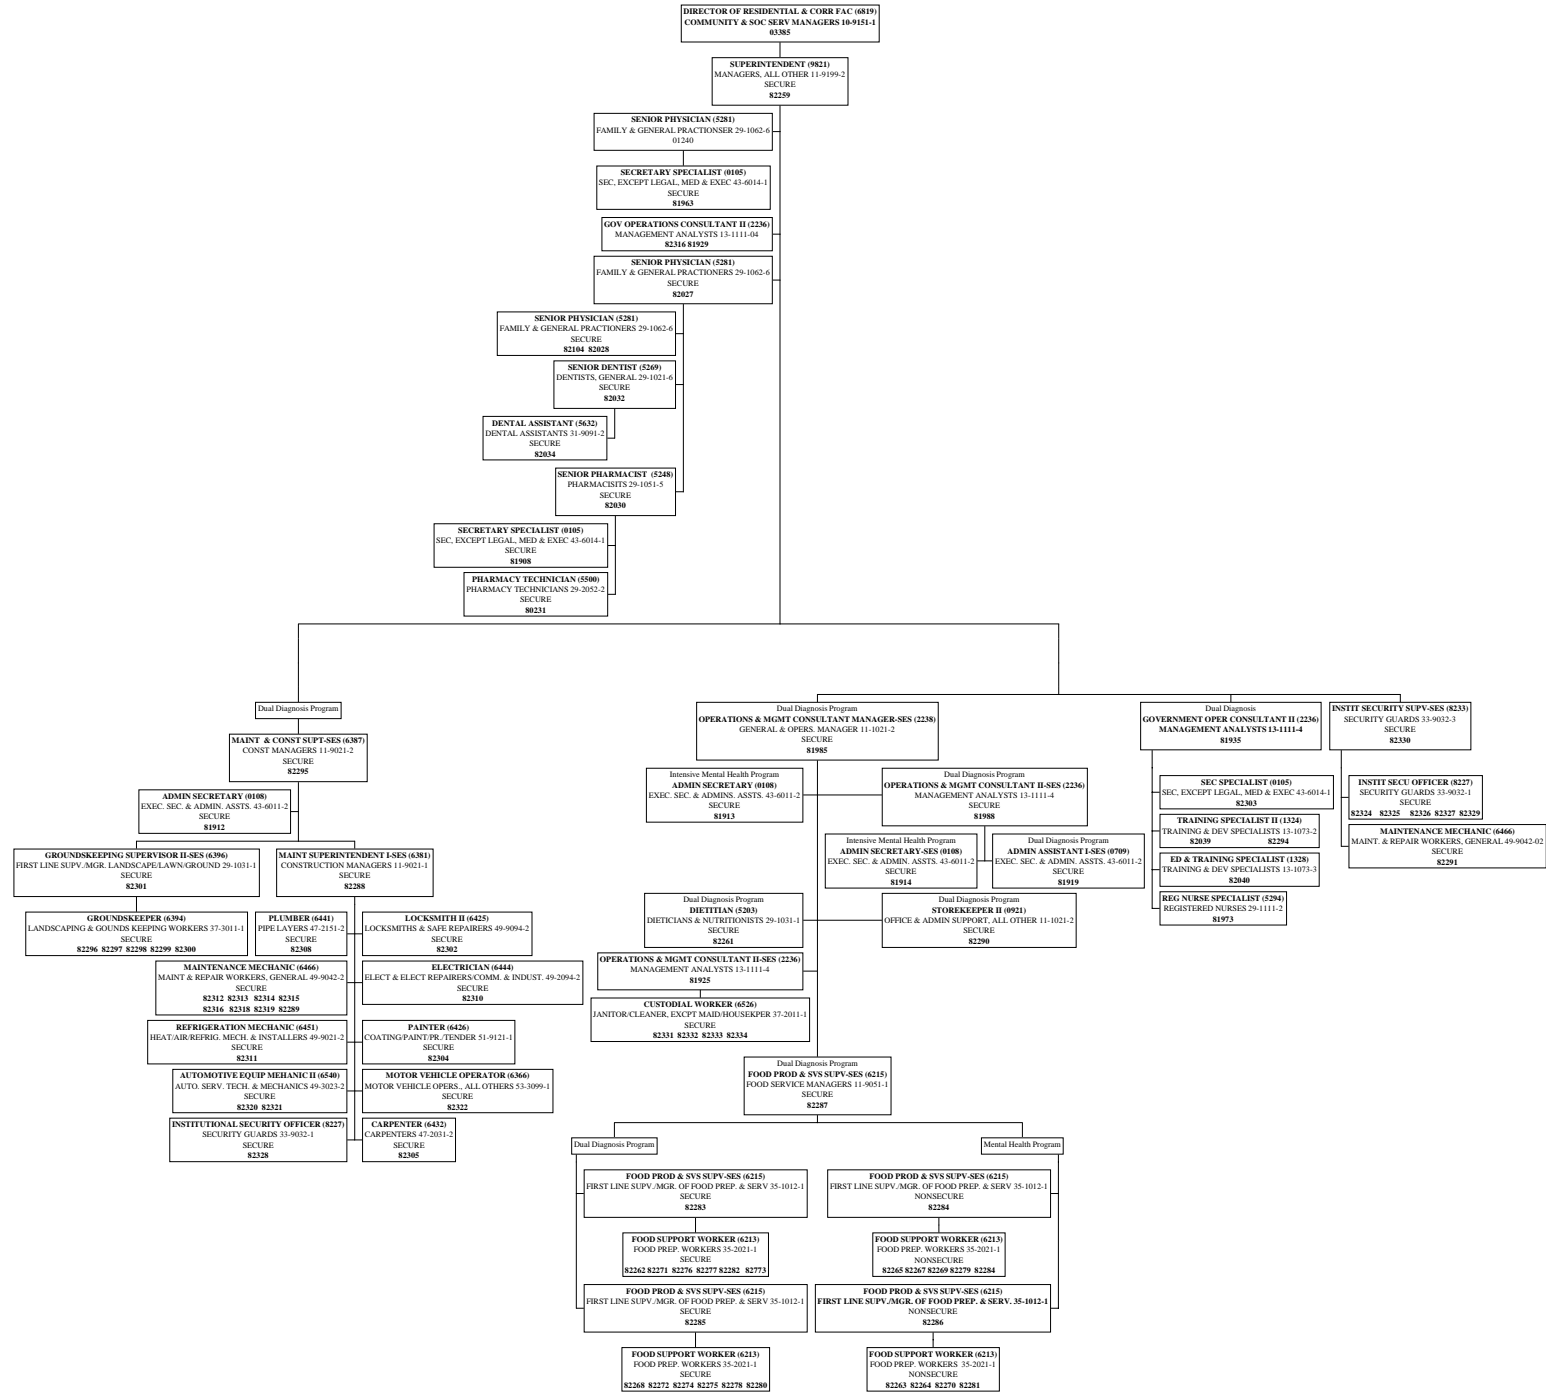 DIRECTOR OF RESIDENTIAL & CORR FAC (6819)
COMMUNITY & SOC SERV MANAGERS 10-9151-1
03385
SUPERINTENDENT (9821)
MANAGERS, ALL OTHER 11-9199-2
SECURE
82259
SENIOR PHYSICIAN (5281)
FAMILY & GENERAL PRACTIONSER 29-1062-6
01240
SECRETARY SPECIALIST (0105)
SEC, EXCEPT LEGAL, MED & EXEC 43-6014-1
SECURE
81963
GOV OPERATIONS CONSULTANT II (2236)
MANAGEMENT ANALYSTS 13-1111-04
82316 81929
SENIOR PHYSICIAN (5281)
FAMILY & GENERAL PRACTIONERS 29-1062-6
SECURE
82027
SENIOR PHYSICIAN (5281)
FAMILY & GENERAL PRACTIONERS 29-1062-6
SECURE
82104 82028
SENIOR DENTIST (5269)
DENTISTS, GENERAL 29-1021-6
SECURE
82032
DENTAL ASSISTANT (5632)
DENTAL ASSISTANTS 31-9091-2
SECURE
82034
SENIOR PHARMACIST (5248)
PHARMACISITS 29-1051-5
SECURE
82030
SECRETARY SPECIALIST (0105)
SEC, EXCEPT LEGAL, MED & EXEC 43-6014-1
SECURE
81908
PHARMACY TECHNICIAN (5500)
PHARMACY TECHNICIANS 29-2052-2
SECURE
80231
Dual Diagnosis Program
MAINT & CONST SUPT-SES (6387)
CONST MANAGERS 11-9021-2
SECURE
82295
ADMIN SECRETARY (0108)
EXEC. SEC. & ADMIN. ASSTS. 43-6011-2
SECURE
81912
GROUNDSKEEPING SUPERVISOR II-SES (6396)
FIRST LINE SUPV./MGR. LANDSCAPE/LAWN/GROUND 29-1031-1
SECURE
82301
MAINT SUPERINTENDENT I-SES (6381)
CONSTRUCTION MANAGERS 11-9021-1
SECURE
82288
GROUNDSKEEPER (6394)
LANDSCAPING & GOUNDS KEEPING WORKERS 37-3011-1
SECURE
82296 82297 82298 82299 82300
PLUMBER (6441)
PIPE LAYERS 47-2151-2
SECURE
82308
LOCKSMITH II (6425)
LOCKSMITHS & SAFE REPAIRERS 49-9094-2
SECURE
82302
MAINTENANCE MECHANIC (6466)
MAINT & REPAIR WORKERS, GENERAL 49-9042-2
SECURE
82312 82313 82314 82315
82316 82318 82319 82289
ELECTRICIAN (6444)
ELECT & ELECT REPAIRERS/COMM. & INDUST. 49-2094-2
SECURE
82310
REFRIGERATION MECHANIC (6451)
HEAT/AIR/REFRIG. MECH. & INSTALLERS 49-9021-2
SECURE
82311
PAINTER (6426)
COATING/PAINT/PR./TENDER 51-9121-1
SECURE
82304
AUTOMOTIVE EQUIP MEHANIC II (6540)
AUTO. SERV. TECH. & MECHANICS 49-3023-2
SECURE
82320 82321
MOTOR VEHICLE OPERATOR (6366)
MOTOR VEHICLE OPERS., ALL OTHERS 53-3099-1
SECURE
82322
INSTITUTIONAL SECURITY OFFICER (8227)
SECURITY GUARDS 33-9032-1
SECURE
82328
CARPENTER (6432)
CARPENTERS 47-2031-2
SECURE
82305
Dual Diagnosis Program
OPERATIONS & MGMT CONSULTANT MANAGER-SES (2238)
GENERAL & OPERS. MANAGER 11-1021-2
SECURE
81985
Intensive Mental Health Program
ADMIN SECRETARY (0108)
EXEC. SEC. & ADMINS. ASSTS. 43-6011-2
SECURE
81913
Dual Diagnosis Program
OPERATIONS & MGMT CONSULTANT II-SES (2236)
MANAGEMENT ANALYSTS 13-1111-4
SECURE
81988
Intensive Mental Health Program
ADMIN SECRETARY-SES (0108)
EXEC. SEC. & ADMIN. ASSTS. 43-6011-2
SECURE
81914
Dual Diagnosis Program
ADMIN ASSISTANT I-SES (0709)
EXEC. SEC. & ADMIN. ASSTS. 43-6011-2
SECURE
81919
Dual Diagnosis Program
DIETITIAN (5203)
DIETICIANS & NUTRITIONISTS 29-1031-1
SECURE
82261
Dual Diagnosis Program
STOREKEEPER II (0921)
OFFICE & ADMIN SUPPORT, ALL OTHER 11-1021-2
SECURE
82290
OPERATIONS & MGMT CONSULTANT II-SES (2236)
MANAGEMENT ANALYSTS 13-1111-4
SECURE
81925
CUSTODIAL WORKER (6526)
JANITOR/CLEANER, EXCPT MAID/HOUSEKPER 37-2011-1
SECURE
82331 82332 82333 82334
Dual Diagnosis Program
FOOD PROD & SVS SUPV-SES (6215)
FOOD SERVICE MANAGERS 11-9051-1
SECURE
82287
Dual Diagnosis Program
FOOD PROD & SVS SUPV-SES (6215)
FIRST LINE SUPV./MGR. OF FOOD PREP. & SERV 35-1012-1
SECURE
82283
FOOD SUPPORT WORKER (6213)
FOOD PREP. WORKERS 35-2021-1
SECURE
82262 82271 82276 82277 82282 82773
FOOD PROD & SVS SUPV-SES (6215)
FIRST LINE SUPV./MGR. OF FOOD PREP. & SERV 35-1012-1
SECURE
82285
FOOD SUPPORT WORKER (6213)
FOOD PREP. WORKERS 35-2021-1
SECURE
82268 82272 82274 82275 82278 82280
Mental Health Program
FOOD PROD & SVS SUPV-SES (6215)
FIRST LINE SUPV./MGR. OF FOOD PREP. & SERV 35-1012-1
NONSECURE
82284
FOOD SUPPORT WORKER (6213)
FOOD PREP. WORKERS 35-2021-1
NONSECURE
82265 82267 82269 82279 82284
FOOD PROD & SVS SUPV-SES (6215)
FIRST LINE SUPV./MGR. OF FOOD PREP. & SERV. 35-1012-1
NONSECURE
82286
FOOD SUPPORT WORKER (6213)
FOOD PREP. WORKERS 35-2021-1
NONSECURE
82263 82264 82270 82281
Dual Diagnosis
GOVERNMENT OPER CONSULTANT II (2236)
MANAGEMENT ANALYSTS 13-1111-4
81935
SEC SPECIALIST (0105)
SEC, EXCEPT LEGAL, MED & EXEC 43-6014-1
82303
TRAINING SPECIALIST II (1324)
TRAINING & DEV SPECIALISTS 13-1073-2
82039 82294
ED & TRAINING SPECIALIST (1328)
TRAINING & DEV SPECIALISTS 13-1073-3
82040
REG NURSE SPECIALIST (5294)
REGISTERED NURSES 29-1111-2
81973
INSTIT SECURITY SUPV-SES (8233)
SECURITY GUARDS 33-9032-3
SECURE
82330
INSTIT SECU OFFICER (8227)
SECURITY GUARDS 33-9032-1
SECURE
82324 82325 82326 82327 82329
MAINTENANCE MECHANIC (6466)
MAINT. & REPAIR WORKERS, GENERAL 49-9042-02
SECURE
82291